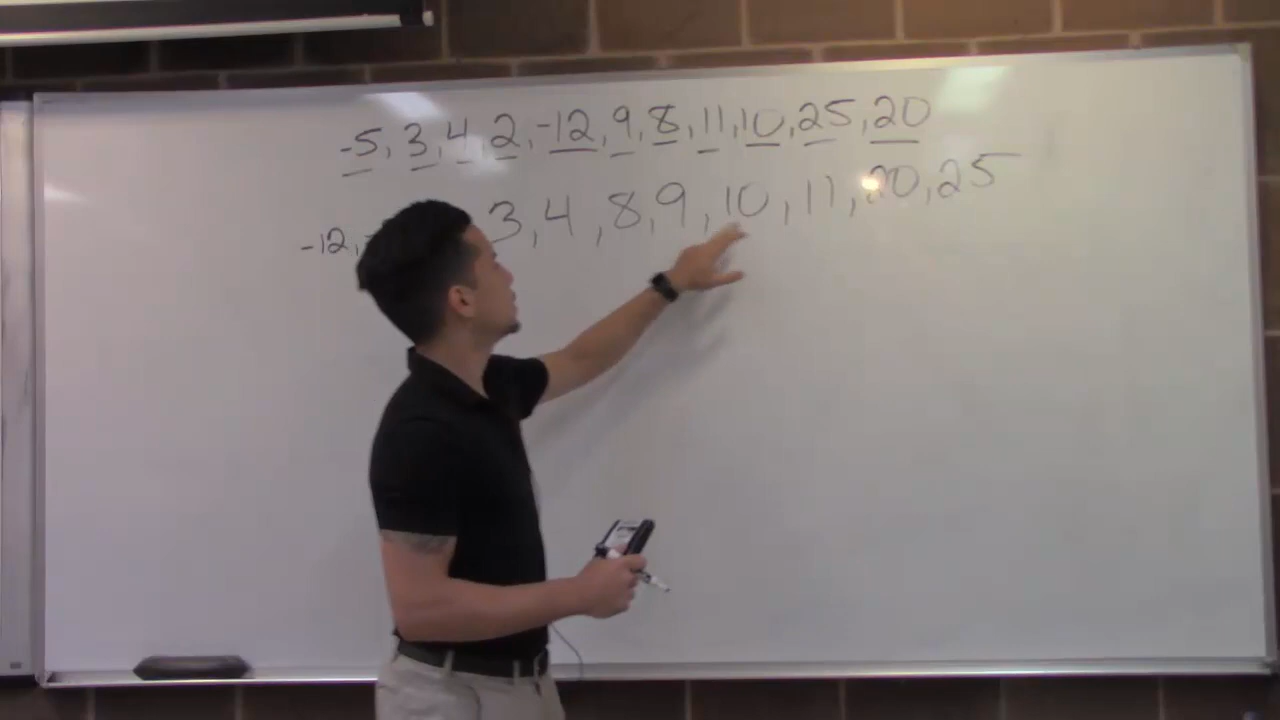 -5, 3, 4, 2, -12, 9, 8, 11, 10, 25, 20
-12, 3, 4, 8, 9, 10, 11, 20, 25